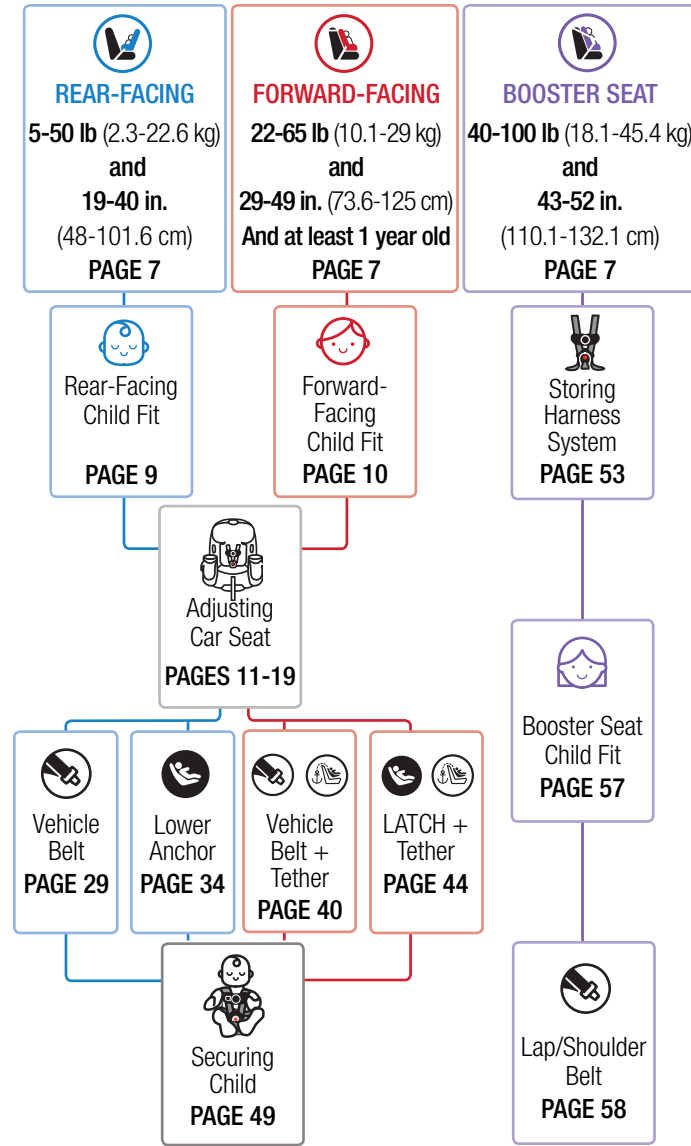 REAR-FACING
5-50 lb (2.3-22.6 kg)
and
19-40 in.
(48-101.6 cm)
PAGE 7
FORWARD-FACING
22-65 lb (10.1-29 kg)
and
29-49 in. (73.6-125 cm)
And at least 1 year old
PAGE 7
BOOSTER SEAT
40-100 lb (18.1-45.4 kg)
and
43-52 in.
(110.1-132.1 cm)
PAGE 7
Rear-Facing
Child Fit
PAGE 9
Forward-
Facing
Child Fit
PAGE 10
Storing
Harness
System
PAGE 53
Adjusting
Car Seat
PAGES 11-19
Booster Seat
Child Fit
PAGE 57
Vehicle
Belt
PAGE 29
Lower
Anchor
PAGE 34
Vehicle
Belt +
Tether
PAGE 40
LATCH +
Tether
PAGE 44
Securing
Child
PAGE 49
Lap/Shoulder
Belt
PAGE 58